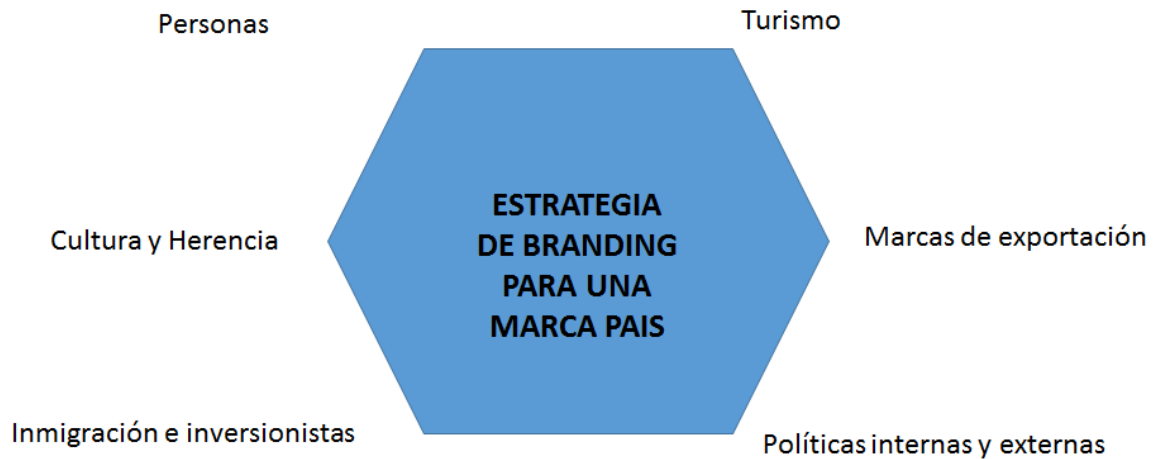 Personas
Turismo
ESTRATEGIA
DE BRANDING
PARA UNA
MARCA PAIS
Cultura y Herencia
Marcas de exportación
Inmigración e inversionistas
Políticas internas y externas